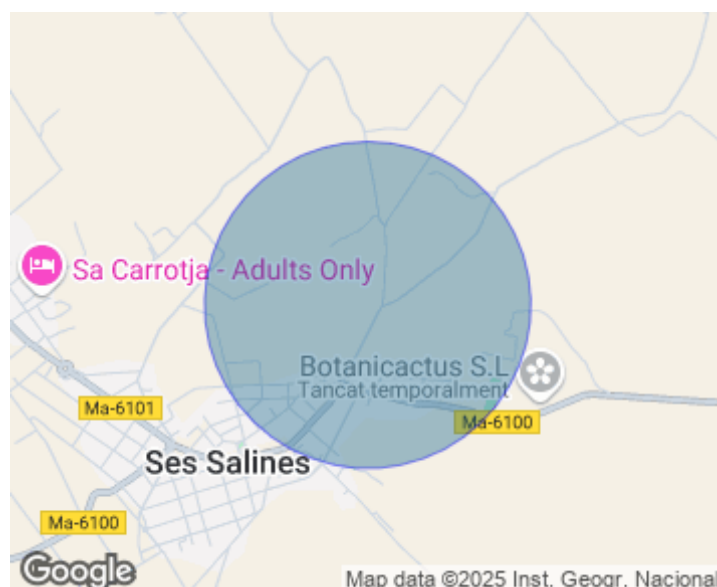 Sa Carrotja - Adults Only
Botanicactus S.L
Tancat temporalment
Ma-6101
Ma-6100
Ses Salines
Ma-6100
Google
Map data ©2025 Inst. Geogr. Nacional